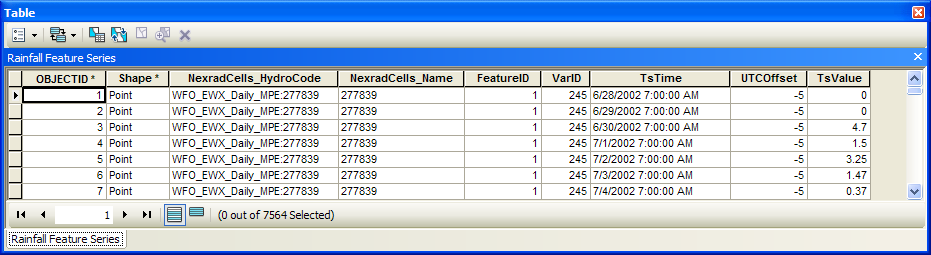 Table
Rainfall Feature Series
OBJECTID * Shape * NexradCells_HydroCode NexradCells_Name FeatureID VarID TsTime UTCOffset TsValue
1 Point WFO_EWX_Daily_MPE:277839 277839 1 245 6/28/2002 7:00:00 AM -5 0
2 Point WFO_EWX_Daily_MPE:277839 277839 1 245 6/29/2002 7:00:00 AM -5 0
3 Point WFO_EWX_Daily_MPE:277839 277839 1 245 6/30/2002 7:00:00 AM -5 4.7
4 Point WFO_EWX_Daily_MPE:277839 277839 1 245 7/1/2002 7:00:00 AM -5 1.5
5 Point WFO_EWX_Daily_MPE:277839 277839 1 245 7/2/2002 7:00:00 AM -5 3.25
6 Point WFO_EWX_Daily_MPE:277839 277839 1 245 7/3/2002 7:00:00 AM -5 1.47
7 Point WFO_EWX_Daily_MPE:277839 277839 1 245 7/4/2002 7:00:00 AM -5 0.37
1 (0 out of 7564 Selected)
Rainfall Feature Series